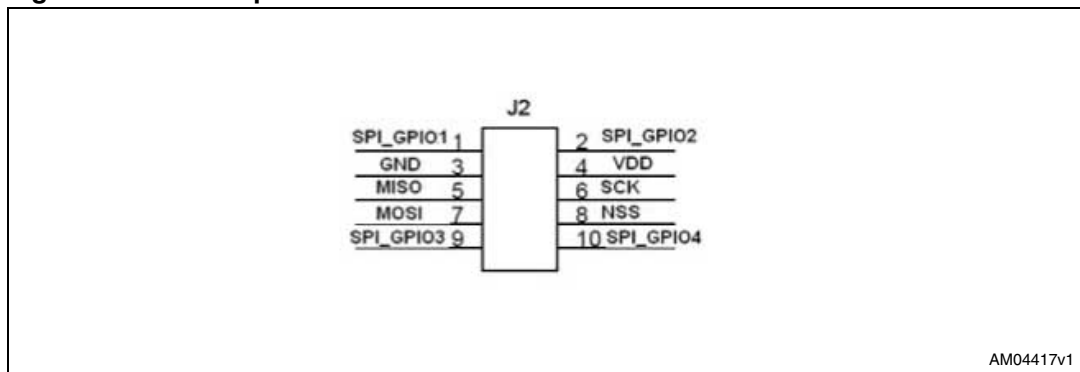 J2
SPI_GPIO1 1 2 SPI_GPIO2
GND 3 4 VDD
MISO 5 6 SCK
MOSI 7 8 NSS
SPI_GPIO3 9 10 SPI_GPIO4
AM04417v1